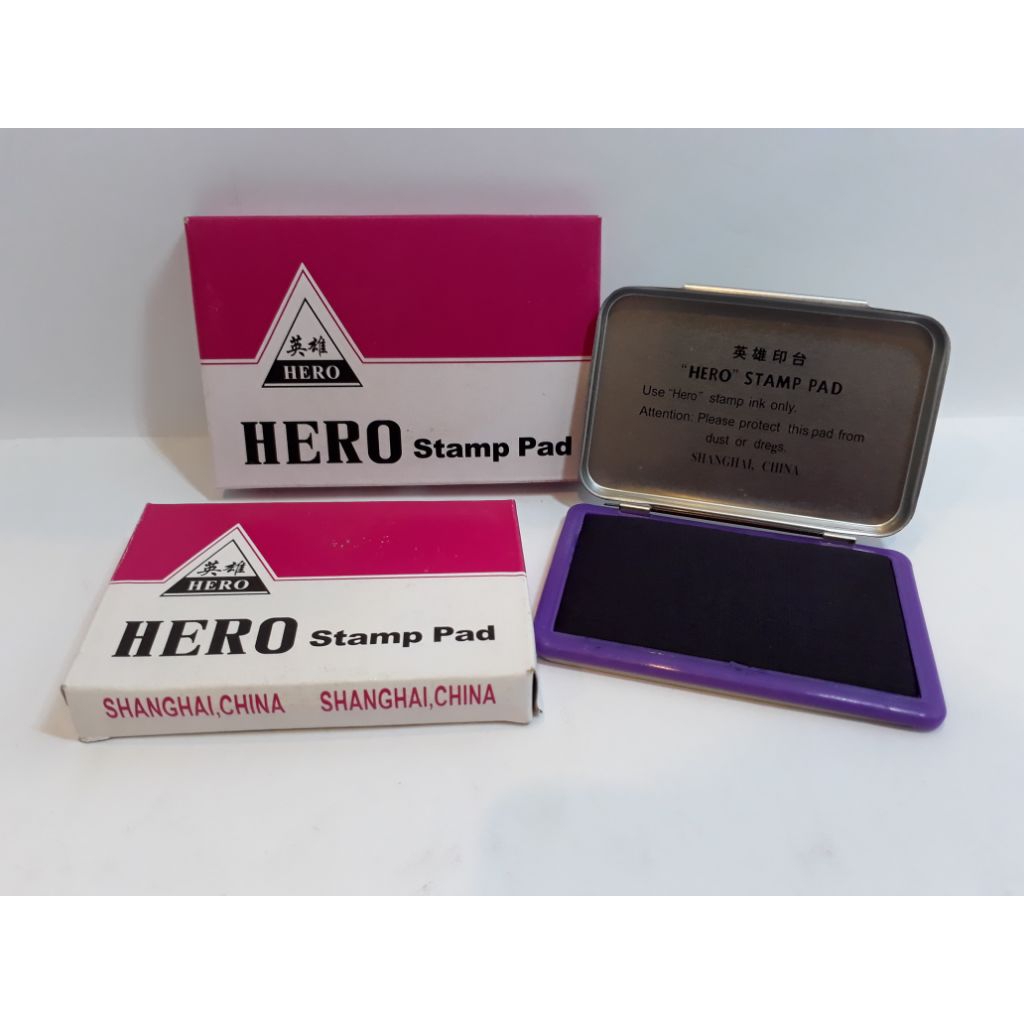 英雄
HERO
HERO Stamp Pad
英雄印台
"HERO" STAMP PAD
Use "Hero" stamp ink only.
Attention: Please protect this pad from
dust or dregs.
SHANGHAI, CHINA
英雄
HERO
HERO Stamp Pad
SHANGHAI,CHINA SHANGHAI,CHINA